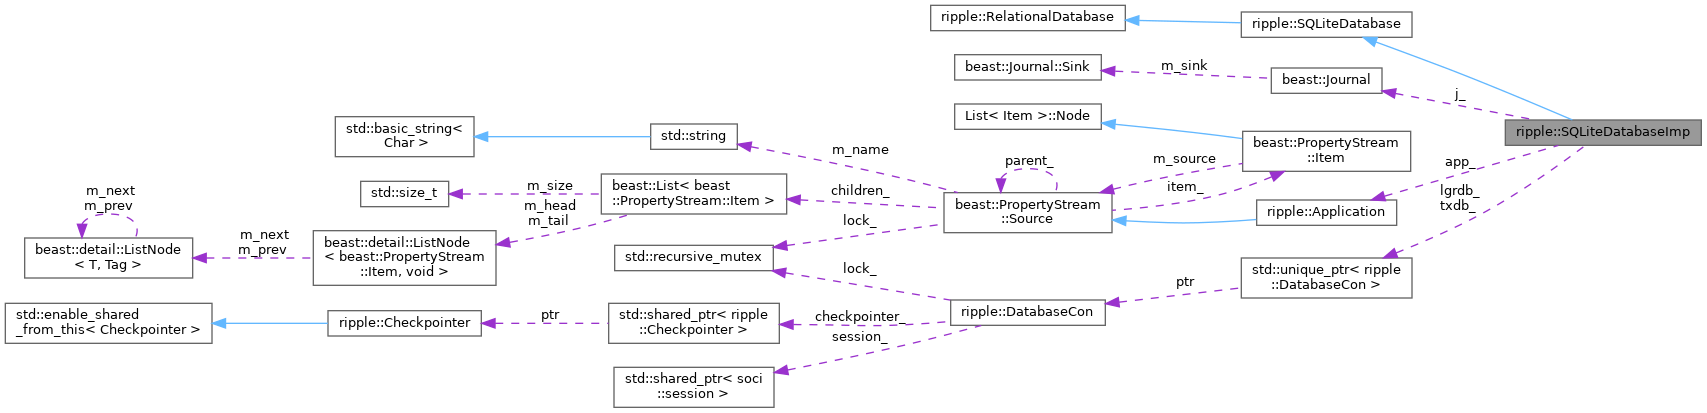 ripple::RelationalDatabase
ripple::SQLiteDatabase
beast::Journal::Sink
m_sink
beast::Journal
j_
ripple::SQLiteDatabaseImp
List< Item >::Node
std::basic_string<
Char >
std::string
m_name
parent_
m_source
beast::PropertyStream
::Item
app_
std::size_t
m_size
beast::List< beast
::PropertyStream::Item >
children_
item_
beast::PropertyStream
::Source
ripple::Application
lgrdb_
txdb_
m_next
m_prev
m_head
m_tail
lock_
beast::detail::ListNode
< T, Tag >
m_next
m_prev
beast::detail::ListNode
< beast::PropertyStream
::Item, void >
std::recursive_mutex
lock_
std::unique_ptr< ripple
::DatabaseCon >
ptr
std::enable_shared
_from_this< Checkpointer >
ripple::Checkpointer
ptr
std::shared_ptr< ripple
::Checkpointer >
checkpointer_
session_
ripple::DatabaseCon
std::shared_ptr< soci
::session >